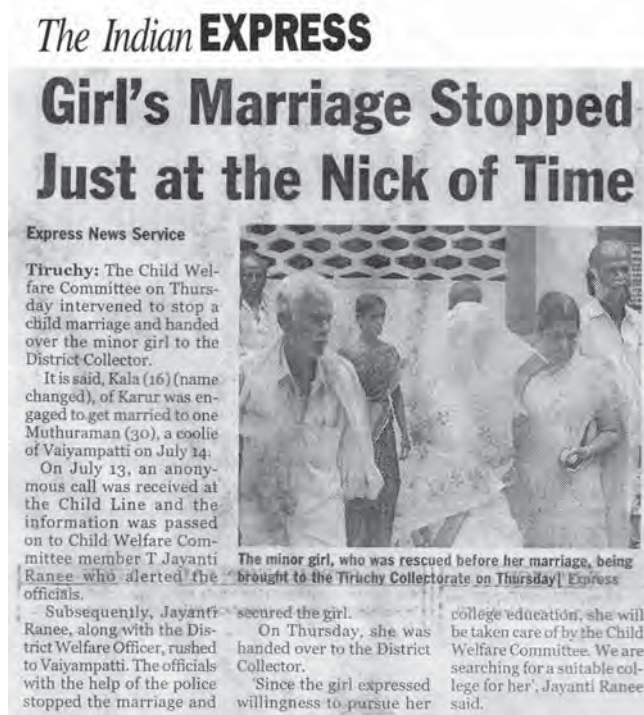 The Indian EXPRESS
Girl's Marriage Stopped
Just at the Nick of Time
Express News Service
Tiruchy: The Child Wel-
fare Committee on Thurs-
day intervened to stop a
child marriage and handed
over the minor girl to the
District Collector.
It is said, Kala (16) (name
changed), of Karur was en-
gaged to get married to one
Muthuraman (30), a coolie
of Vaiyampatti on July 14.
On July 13, an anony-
mous call was received at
the Child Line and the
information was passed
on to Child Welfare Com-
mittee member T Jayanti
Ranee who alerted the
officials.
Subsequently, Jayanti
Ranee, along with the Dis-
trict Welfare Officer, rushed
to Vaiyampatti. The officials
with the help of the police
stopped the marriage and
The minor girl, who was rescued before her marriage, being
brought to the Tiruchy Collectorate on Thursday| Express
secured the girl.
On Thursday, she was
handed over to the District
Collector.
'Since the girl expressed
willingness to pursue her
college education, she will
be taken care of by the Child
Welfare Committee. We are
searching for a suitable col-
lege for her', Jayanti Ranee
said.